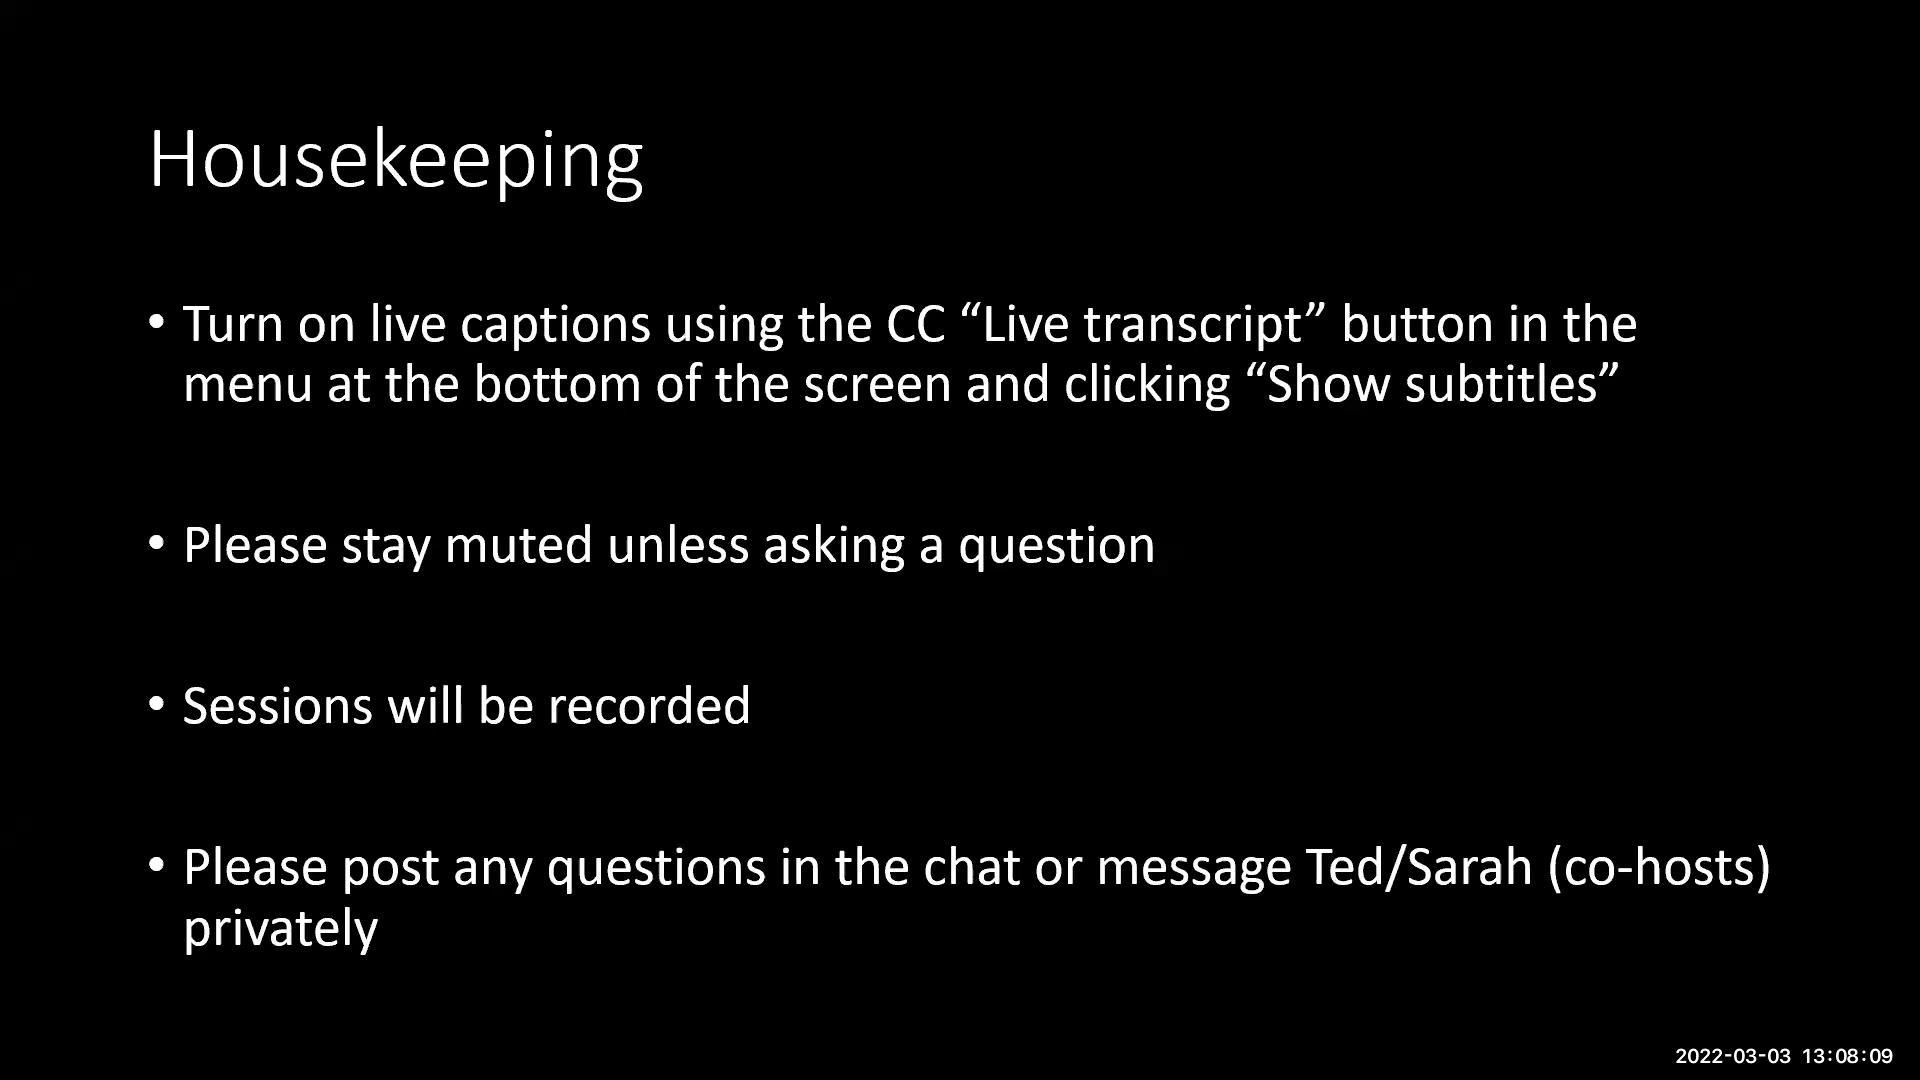 Housekeeping
• Turn on live captions using the CC “Live transcript” button in the
menu at the bottom of the screen and clicking “Show subtitles”
• Please stay muted unless asking a question
• Sessions will be recorded
• Please post any questions in the chat or message Ted/Sarah (co-hosts)
privately
2022-03-03 13:08:09